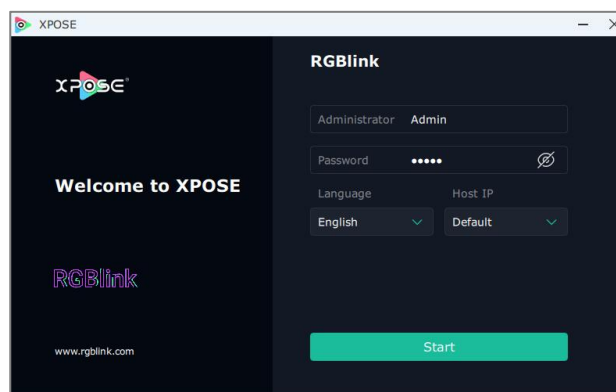 XPOSE
XPOSE®
Welcome to XPOSE
RGBlink
www.rgblink.com
RGBlink
Administrator Admin
Password •••••
Language Host IP
English Default
Start